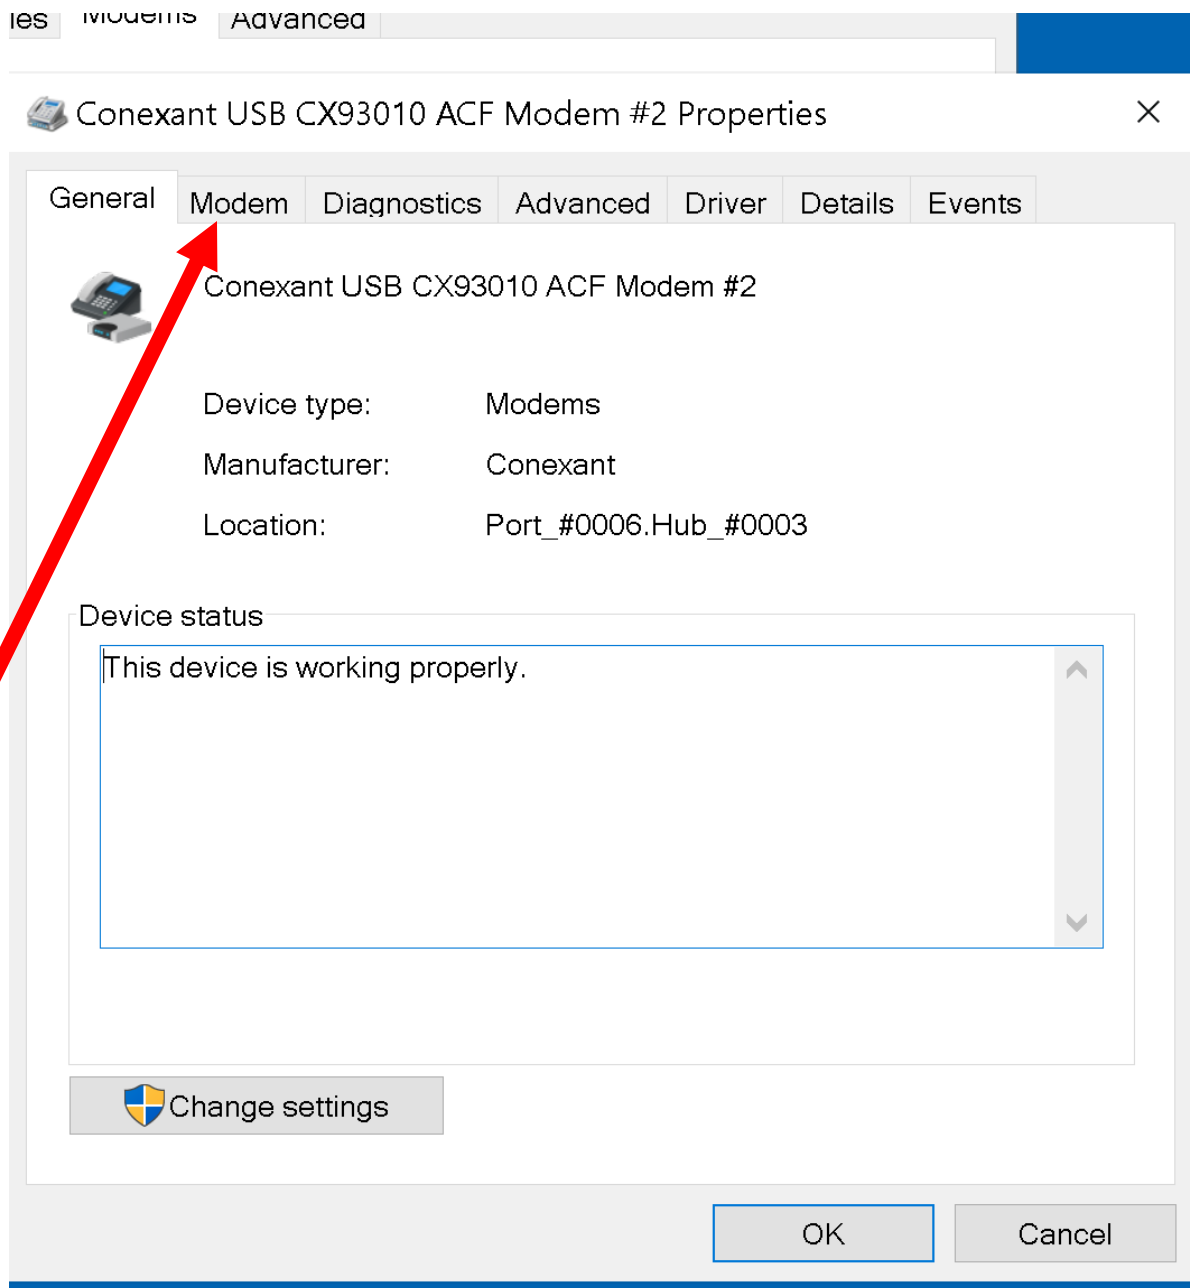 Modems Advanced
Conexant USB CX93010 ACF Modem #2 Properties
General Modem Diagnostics Advanced Driver Details Events
Conexant USB CX93010 ACF Modem #2
Device type: Modems
Manufacturer: Conexant
Location: Port_#0006.Hub_#0003
Device status
This device is working properly.
Change settings
OK Cancel